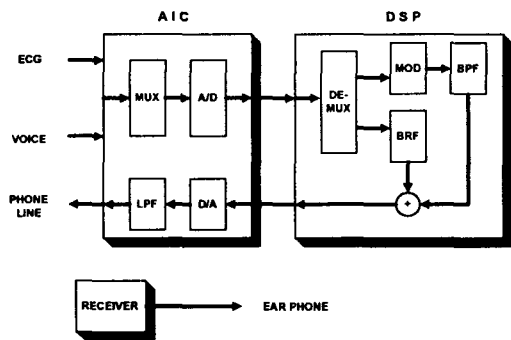 AIC
DSP
ECG
VOICE
PHONE
LINE
MUX
A/D
LPF
D/A
DE-
MUX
MOD
BPF
BRF
+
RECEIVER
EAR PHONE